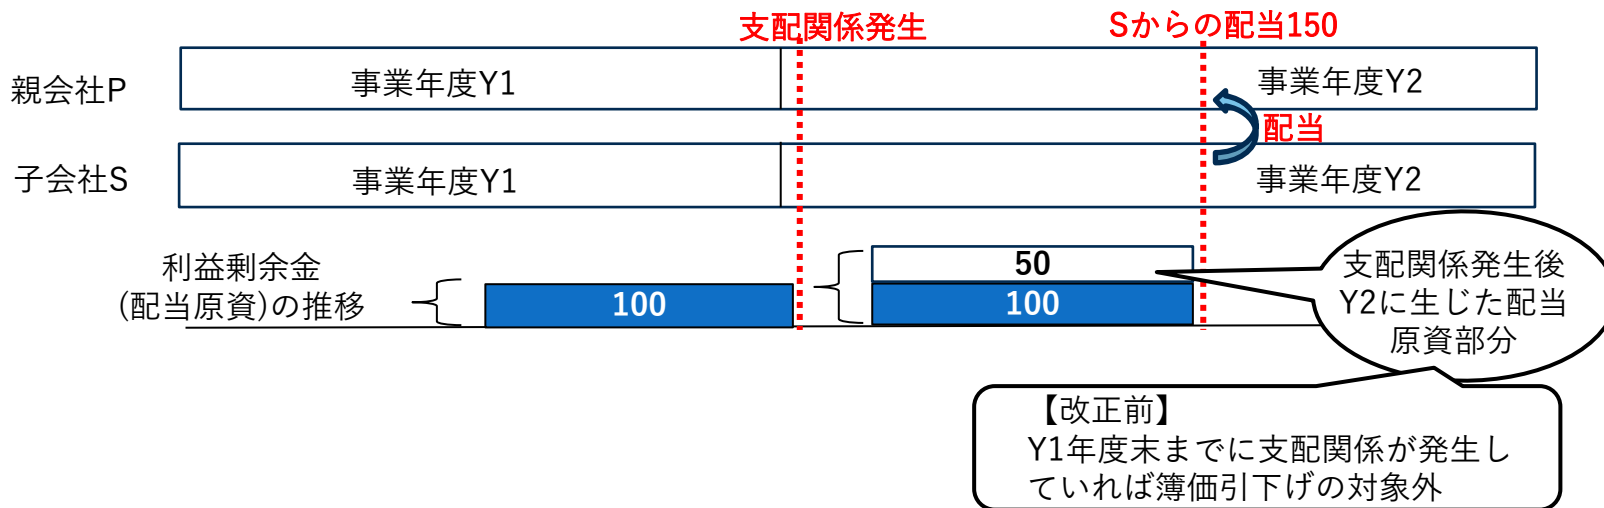 支配関係発生
Sからの配当150
親会社P
事業年度Y1
事業年度Y2
配当
子会社S
事業年度Y1
事業年度Y2
利益剰余金
(配当原資)の推移
100
50
100
支配関係発生後
Y2に生じた配当
原資部分
【改正前】
Y1年度末までに支配関係が発生し
ていれば簿価引下げの対象外